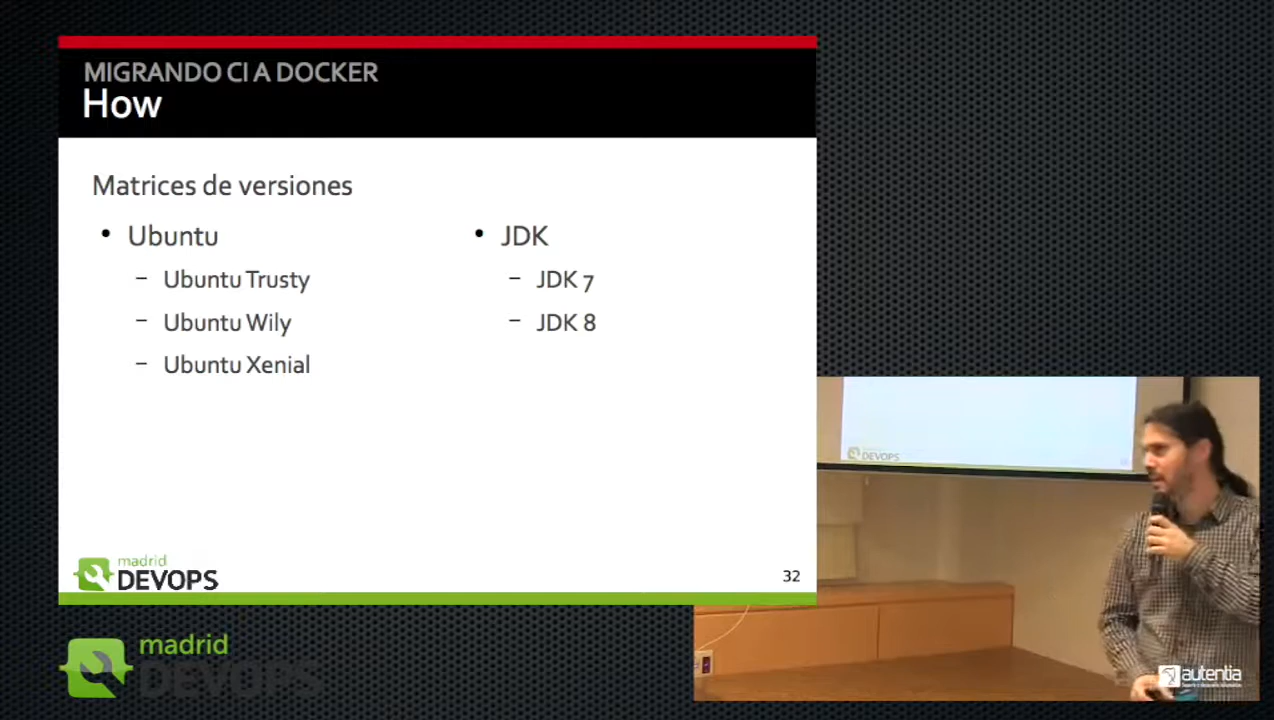 MIGRANDO CI A DOCKER
How
Matrices de versiones
• Ubuntu
– Ubuntu Trusty
– Ubuntu Wily
– Ubuntu Xenial
• JDK
– JDK 7
– JDK 8
madrid
DEVOPS
32
DEVOPS
madrid
DEVOPS
autentia